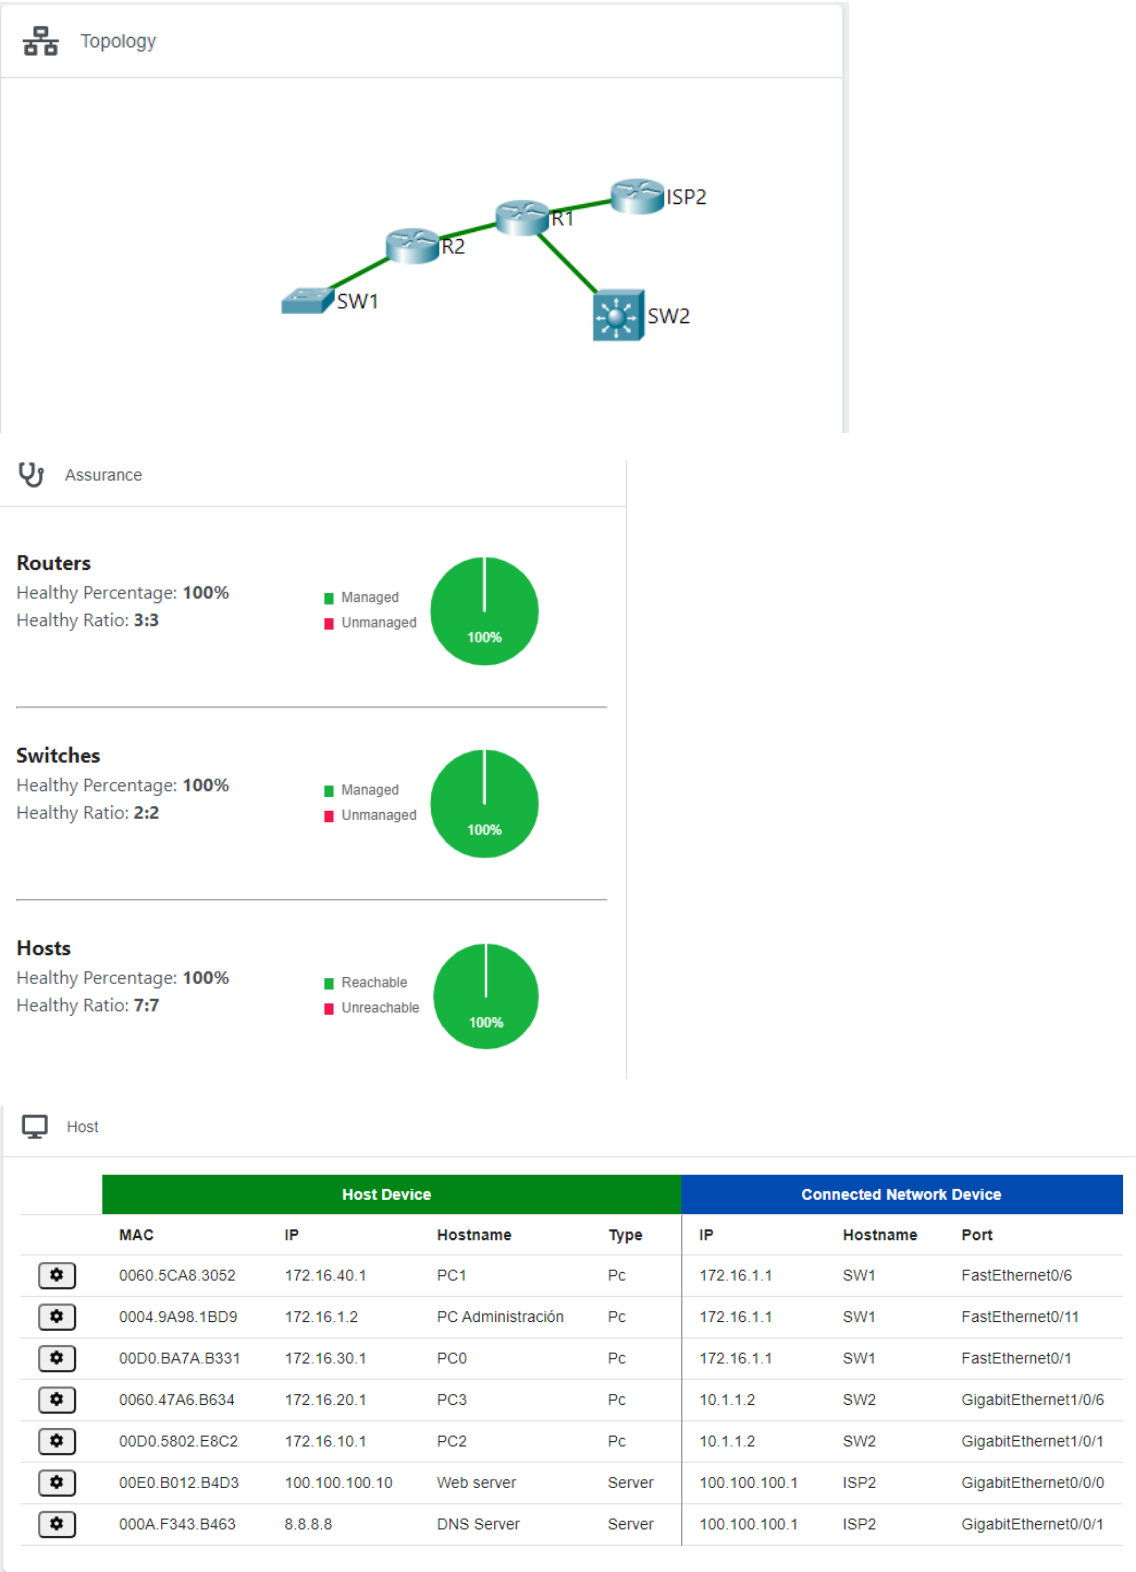 Topology
ISP2
R1
R2
SW1
SW2
Assurance
Routers
Healthy Percentage: 100%
Healthy Ratio: 3:3
Managed
Unmanaged
100%
Switches
Healthy Percentage: 100%
Healthy Ratio: 2:2
Managed
Unmanaged
100%
Hosts
Healthy Percentage: 100%
Healthy Ratio: 7:7
Reachable
Unreachable
100%
Host
Host Device Connected Network Device
MAC IP Hostname Type IP Hostname Port
0060.5CA8.3052 172.16.40.1 PC1 Pc 172.16.1.1 SW1 FastEthernet0/6
0004.9A98.1BD9 172.16.1.2 PC Administración Pc 172.16.1.1 SW1 FastEthernet0/11
00D0.BA7A.B331 172.16.30.1 PC0 Pc 172.16.1.1 SW1 FastEthernet0/1
0060.47A6.B634 172.16.20.1 PC3 Pc 10.1.1.2 SW2 GigabitEthernet1/0/6
00D0.5802.E8C2 172.16.10.1 PC2 Pc 10.1.1.2 SW2 GigabitEthernet1/0/1
00E0.B012.B4D3 100.100.100.10 Web server Server 100.100.100.1 ISP2 GigabitEthernet0/0/0
000A.F343.B463 8.8.8.8 DNS Server Server 100.100.100.1 ISP2 GigabitEthernet0/0/1